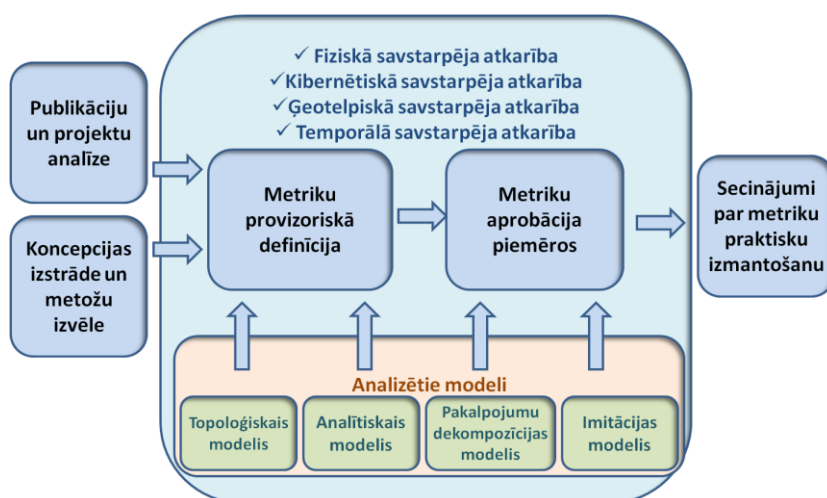 ✓ Fiziskā savstarpēja atkarība
✓Kibernētiskā savstarpēja atkarība
✓Ģeotelpiskā savstarpēja atkarība
✓ Temporālā savstarpēja atkarība
Publikāciju
un projektu
analīze
Koncepcijas
izstrāde un
metožu
izvēle
Metriku
provizoriskā
definīcija
Metriku
aprobācija
piemēros
Secinājumi
par metriku
praktisku
izmantošanu
Analizētie modeli
Topoloģiskais
modelis
Analītiskais
modelis
Pakalpojumu
dekompozīcijas
modelis
Imitācijas
modelis